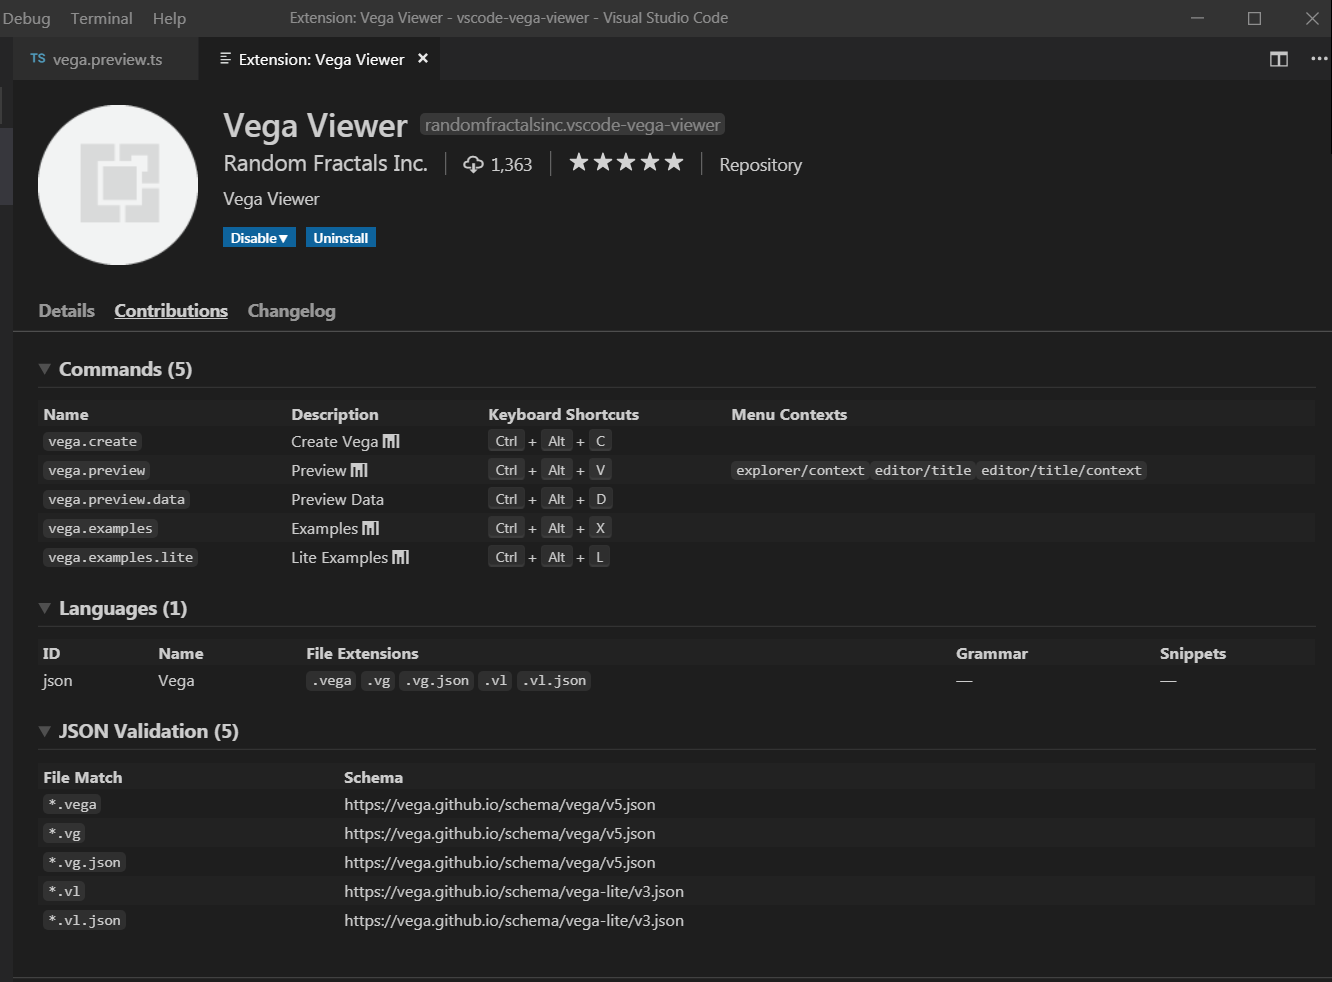 Debug Terminal Help Extension: Vega Viewer - vscode-vega-viewer - Visual Studio Code
TS vega.preview.ts Extension: Vega Viewer
Vega Viewer randomfractalsinc.vscode-vega-viewer
Random Fractals Inc. 1,363 ★★★★★ Repository
Vega Viewer
Disable▼ Uninstall
Details Contributions Changelog
Commands (5)
Name Description Keyboard Shortcuts Menu Contexts
vega.create Create Vega Ctrl + Alt + C
vega.preview Preview Ctrl + Alt + V explorer/context editor/title editor/title/context
vega.preview.data Preview Data Ctrl + Alt + D
vega.examples Examples Ctrl + Alt + X
vega.examples.lite Lite Examples Ctrl + Alt + L
Languages (1)
ID Name File Extensions Grammar Snippets
json Vega .vega .vg .vg.json .vl .vl.json — —
JSON Validation (5)
File Match Schema
*.vega https://vega.github.io/schema/vega/v5.json
*.vg https://vega.github.io/schema/vega/v5.json
*.vg.json https://vega.github.io/schema/vega/v5.json
*.vl https://vega.github.io/schema/vega-lite/v3.json
*.vl.json https://vega.github.io/schema/vega-lite/v3.json